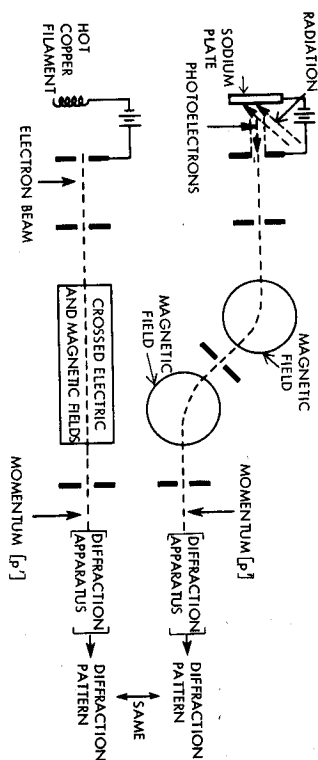 RADIATION
SODIUM
PLATE
PHOTOELECTRONS
MAGNETIC
FIELD
MAGNETIC
FIELD
MOMENTUM
DIFFRACTION
APPARATUS
DIFFRACTION
PATTERN
SAME
HOT
COPPER
FILAMENT
ELECTRON BEAM
CROSSED ELECTRIC
AND MAGNETIC FIELDS
MOMENTUM [p']
DIFFRACTION
APPARATUS
DIFFRACTION
PATTERN